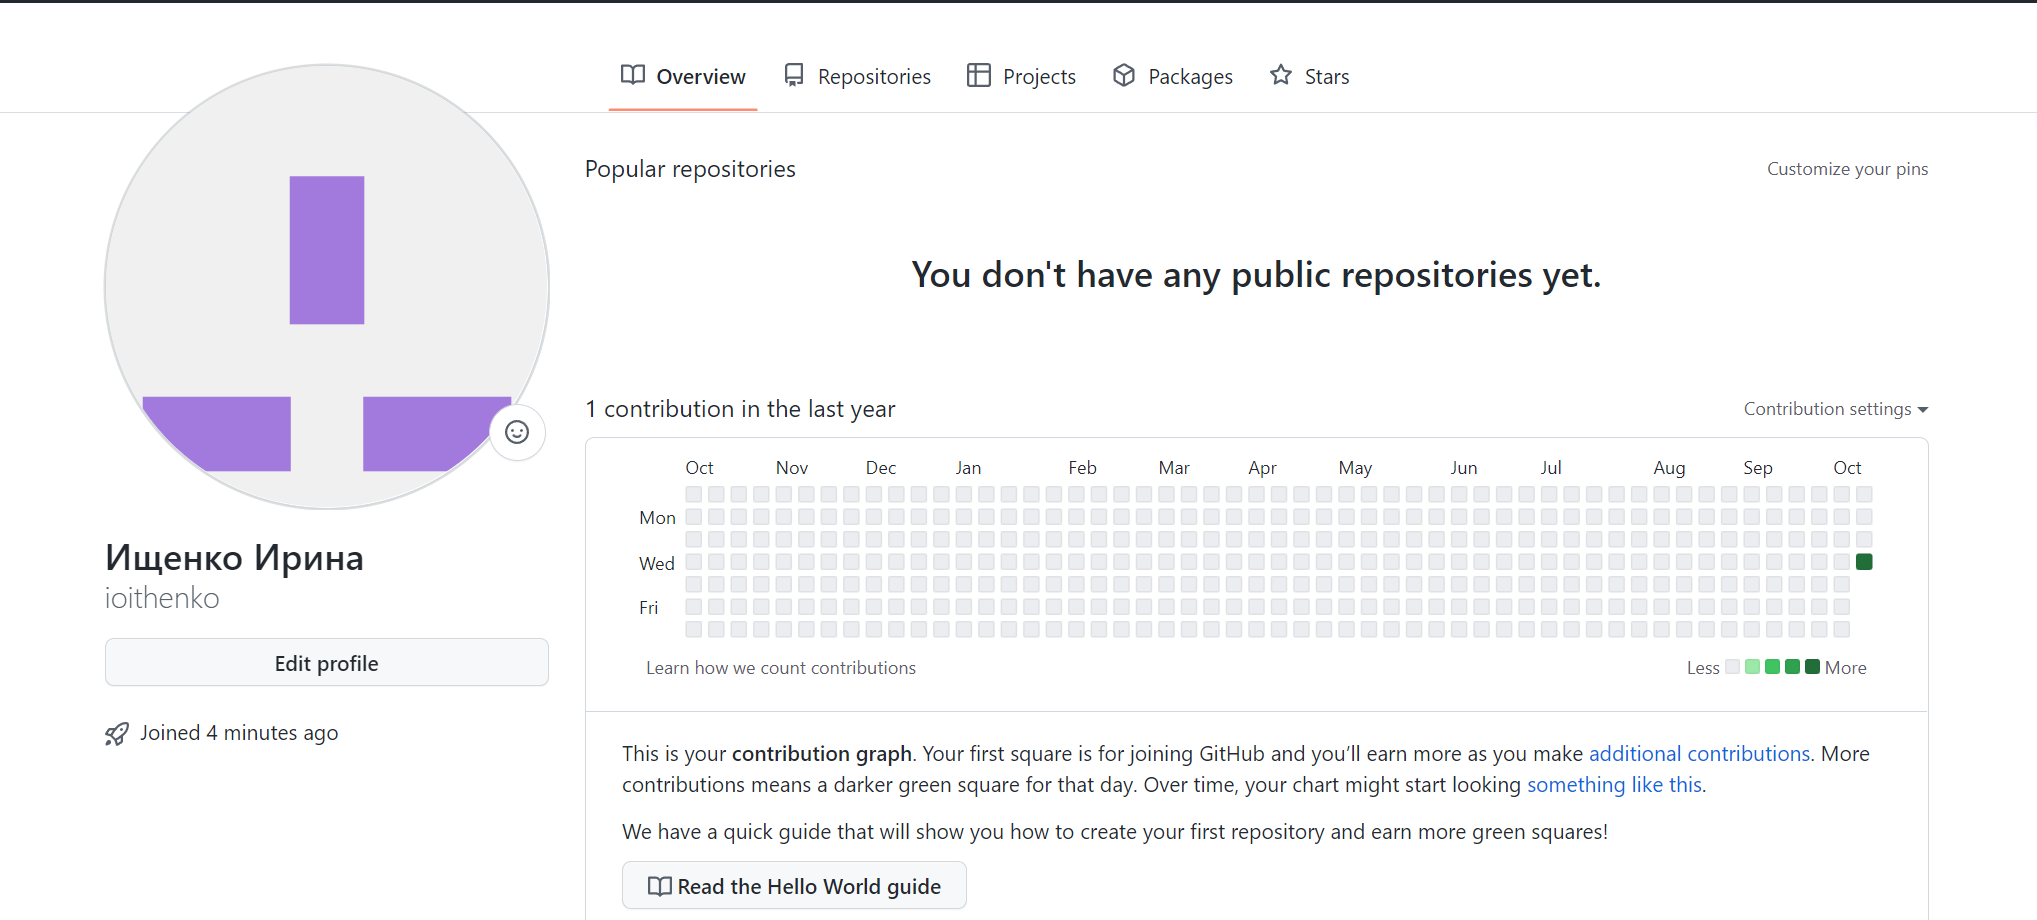 Overview Repositories Projects Packages Stars
Popular repositories Customize your pins
You don't have any public repositories yet.
1 contribution in the last year Contribution settings
Oct Nov Dec Jan Feb Mar Apr May Jun Jul Aug Sep Oct
Mon
Wed
Fri
Learn how we count contributions Less More
Ищенко Ирина
ioithenko
Edit profile
Joined 4 minutes ago
This is your contribution graph. Your first square is for joining GitHub and you’ll earn more as you make additional contributions. More
contributions means a darker green square for that day. Over time, your chart might start looking something like this.
We have a quick guide that will show you how to create your first repository and earn more green squares!
Read the Hello World guide